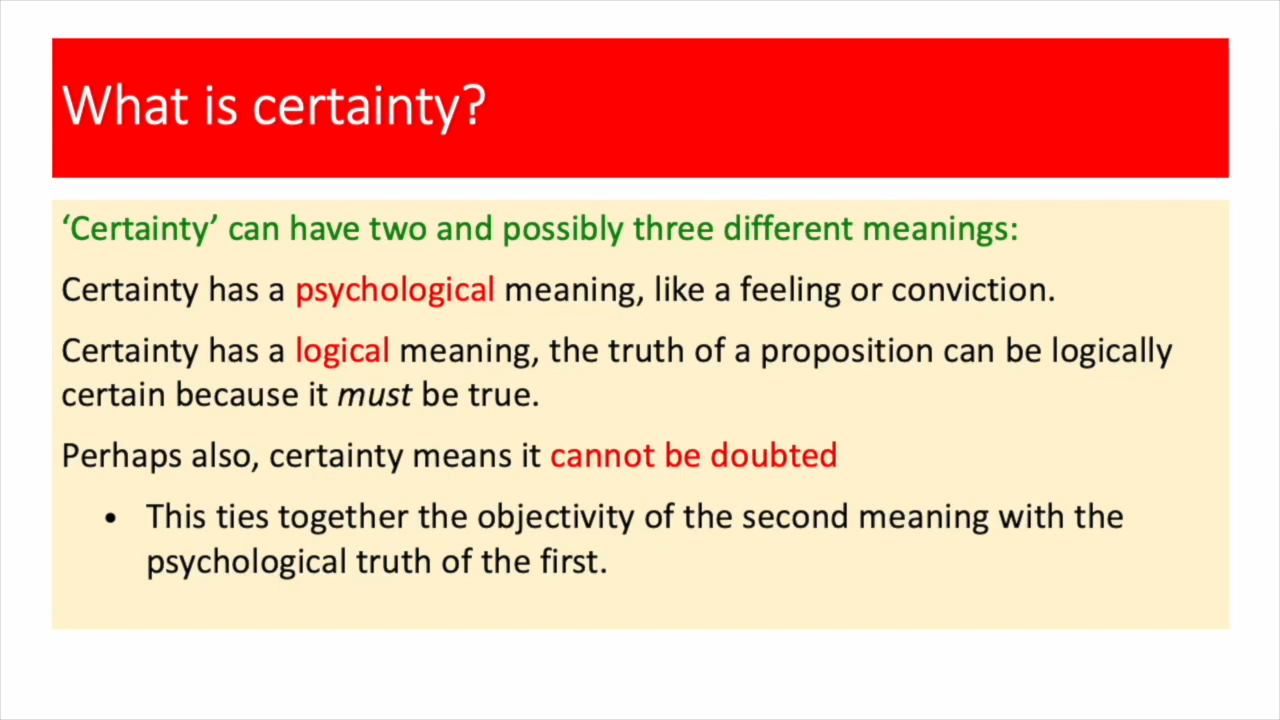 What is certainty?
‘Certainty’ can have two and possibly three different meanings:
Certainty has a psychological meaning, like a feeling or conviction.
Certainty has a logical meaning, the truth of a proposition can be logically
certain because it must be true.
Perhaps also, certainty means it cannot be doubted
• This ties together the objectivity of the second meaning with the
psychological truth of the first.